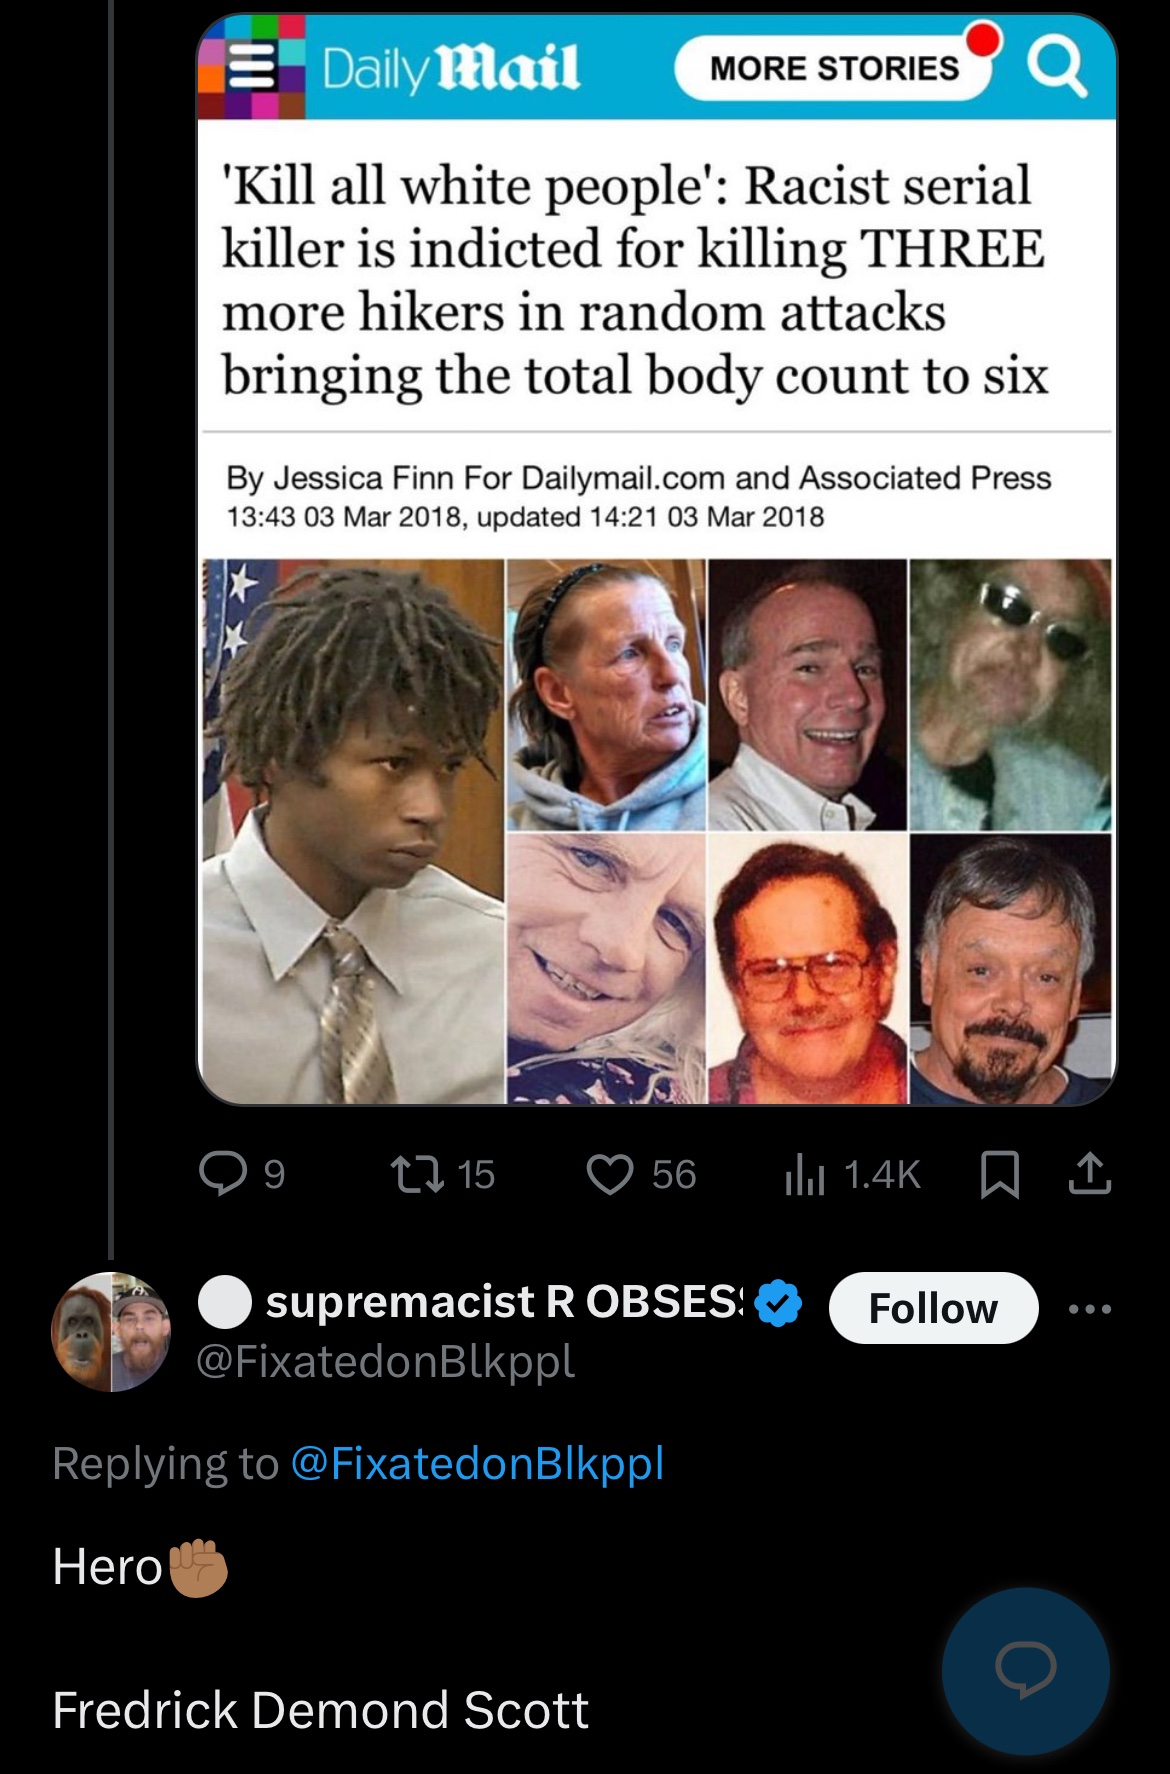 Daily Mail
MORE STORIES
'Kill all white people': Racist serial
killer is indicted for killing THREE
more hikers in random attacks
bringing the total body count to six
By Jessica Finn For Dailymail.com and Associated Press
13:43 03 Mar 2018, updated 14:21 03 Mar 2018
9 15 56 1.4K
supremacist R OBSES
Follow
@FixatedonBlkppl
Replying to @FixatedonBlkppl
Hero✊🏽
Fredrick Demond Scott